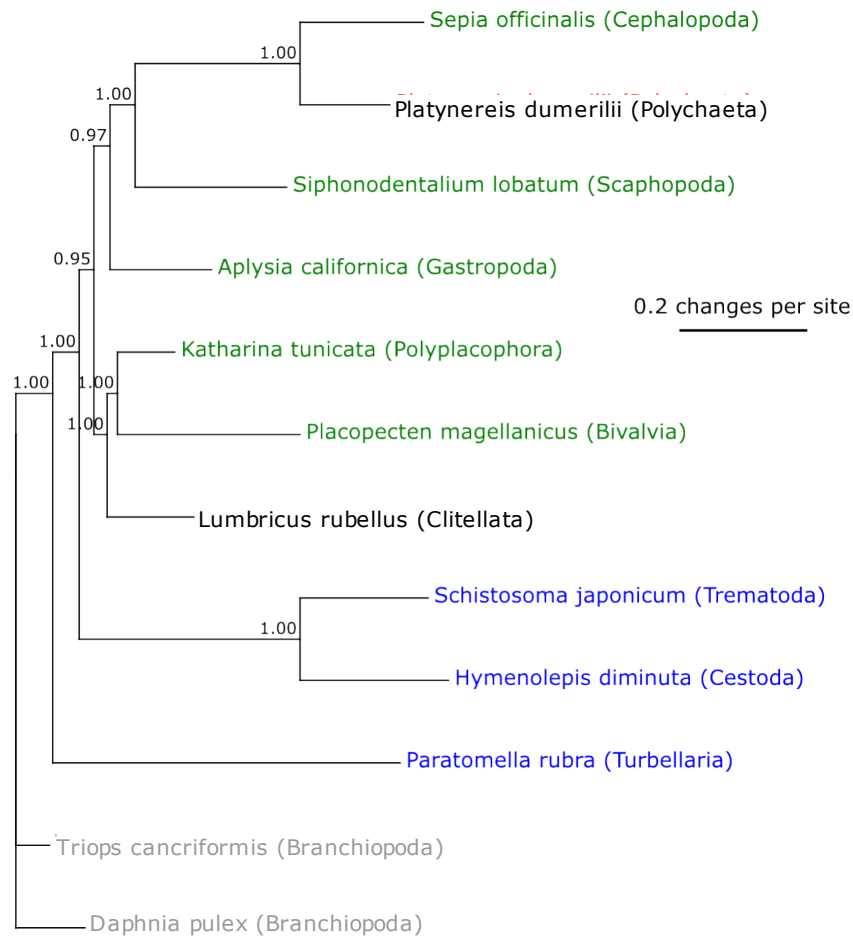 Sepia officinalis (Cephalopoda)
1.00
1.00
Platynereis dumerilii (Polychaeta)
0.97
Siphonodentalium lobatum (Scaphopoda)
0.95
Aplysia californica (Gastropoda)
0.2 changes per site
1.00
Katharina tunicata (Polyplacophora)
1.00
1.00
1.00
Placopecten magellanicus (Bivalvia)
Lumbricus rubellus (Clitellata)
Schistosoma japonicum (Trematoda)
1.00
Hymenolepis diminuta (Cestoda)
Paratomella rubra (Turbellaria)
Triops cancriformis (Branchiopoda)
Daphnia pulex (Branchiopoda)